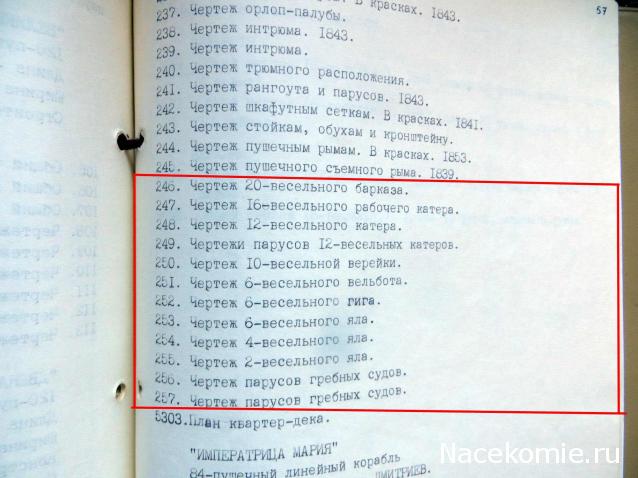 57
В красках. 1843.
237. Чертеж орлоп-палубы.
238. Чертеж интрюма. 1843.
239. Чертеж интрюма.
240. Чертеж трюмного расположения.
241. Чертеж рангоута и парусов. 1843.
242. Чертеж шкафутным сеткам. В красках. 1841.
243. Чертеж стойкам, обухам и кронштейну.
244. Чертеж пушечным рымам. В красках. 1853.
245. Чертеж пушечного съемного рыма. 1839.
246. Чертеж 20-весельного барказа.
247. Чертеж 16-весельного рабочего катера.
248. Чертеж 12-весельного катера.
249. Чертежи парусов 12-весельных катеров.
250. Чертеж 10-весельной верейки.
251. Чертеж 6-весельного вельбота.
252. Чертеж 6-весельного гига.
253. Чертеж 6-весельного яла.
254. Чертеж 4-весельного яла.
255. Чертеж 2-весельного яла.
256. Чертеж парусов гребных судов.
257. Чертеж парусов гребных судов.
5303. План квартер-дека.
"ИМПЕРАТРИЦА МАРИЯ"
84-пушечный линейный корабль
ДМИТРИЕВ.
Nacekomie.ru